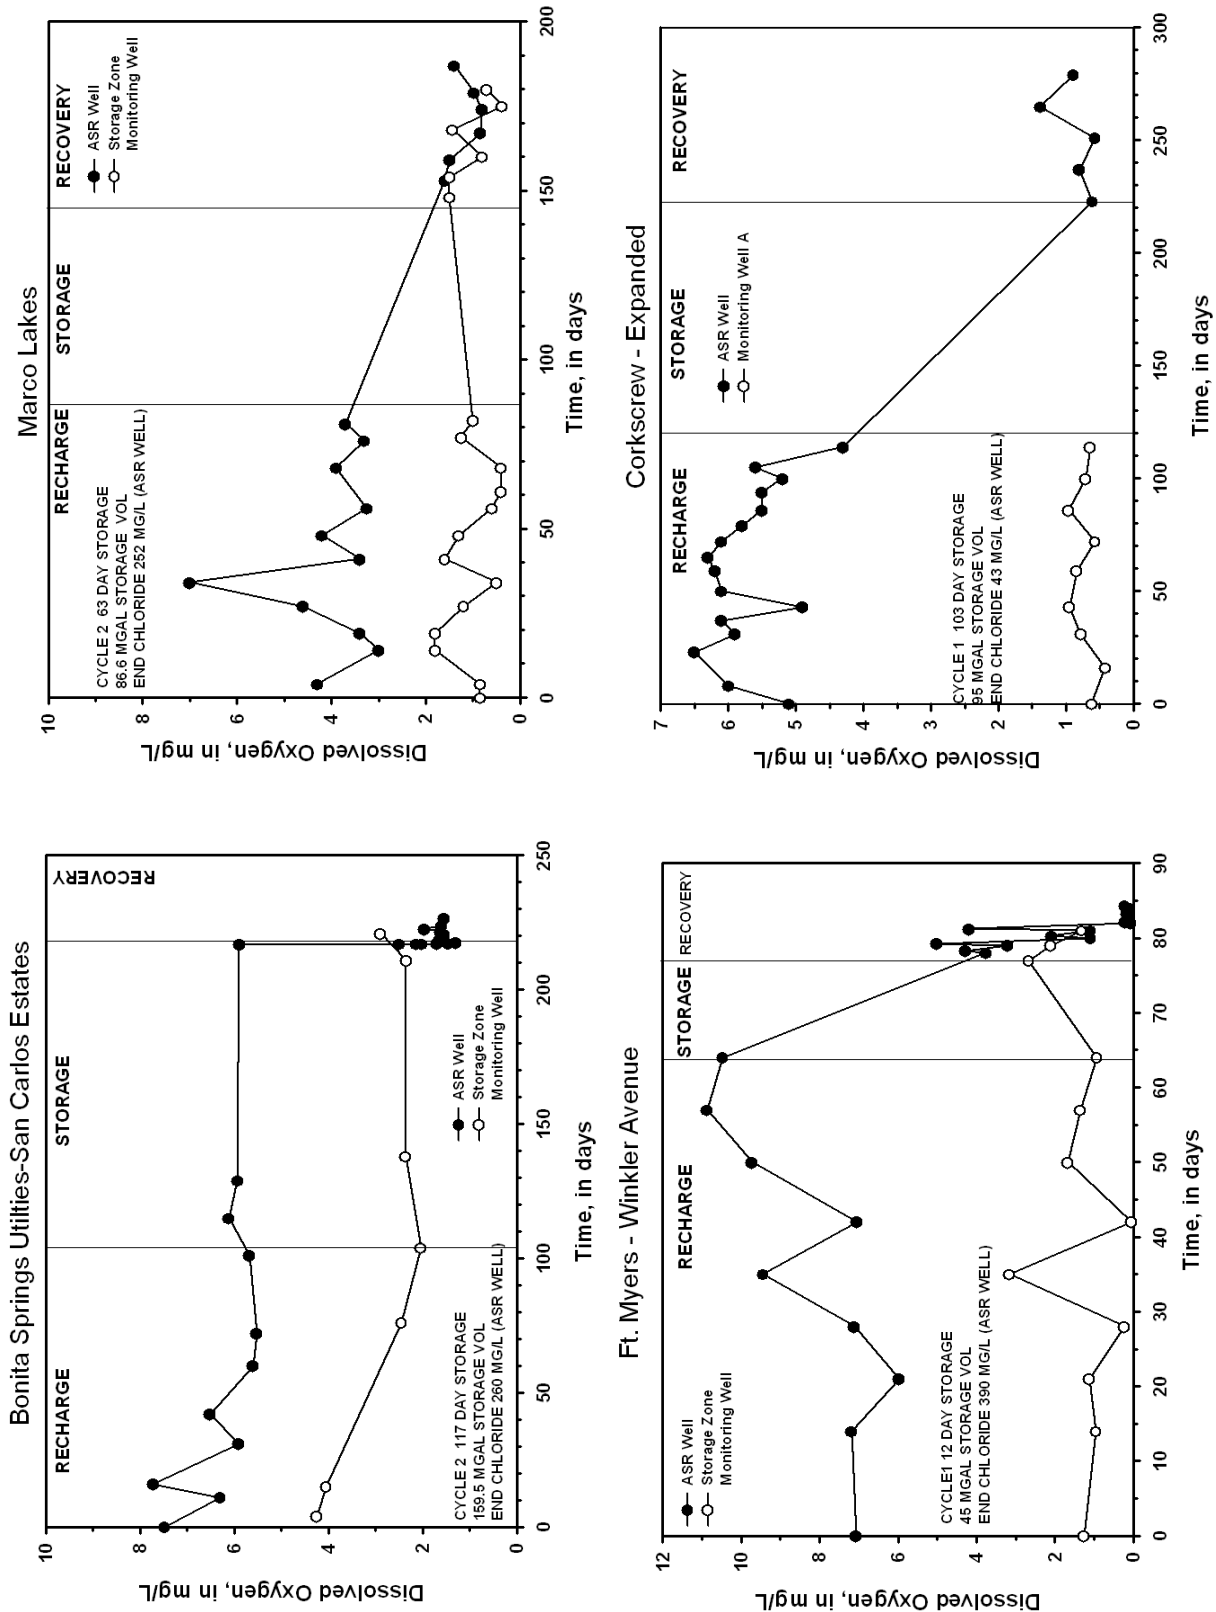 Bonita Springs Utilties-San Carlos Estates
RECHARGE
STORAGE
RECOVERY
ASR Well
Storage Zone
Monitoring Well
CYCLE 2 117 DAY STORAGE
159.5 MGAL STORAGE VOL
END CHLORIDE 260 MG/L (ASR WELL)
Dissolved Oxygen, in mg/L
10
8
6
4
2
0
0
50
100
150
200
250
Time, in days
Marco Lakes
RECHARGE
STORAGE
RECOVERY
ASR Well
Storage Zone
Monitoring Well
CYCLE 2 63 DAY STORAGE
86.6 MGAL STORAGE VOL
END CHLORIDE 252 MG/L (ASR WELL)
Dissolved Oxygen, in mg/L
10
8
6
4
2
0
0
50
100
150
200
Time, in days
Ft. Myers - Winkler Avenue
ASR Well
Storage Zone
Monitoring Well
RECHARGE
STORAGE
RECOVERY
CYCLE1 12 DAY STORAGE
45 MGAL STORAGE VOL
END CHLORIDE 390 MG/L (ASR WELL)
Dissolved Oxygen, in mg/L
12
10
8
6
4
2
0
0
10
20
30
40
50
60
70
80
90
Time, in days
Corkscrew - Expanded
RECHARGE
STORAGE
RECOVERY
ASR Well
Monitoring Well A
CYCLE 1 103 DAY STORAGE
95 MGAL STORAGE VOL
END CHLORIDE 43 MG/L (ASR WELL)
Dissolved Oxygen, in mg/L
7
6
5
4
3
2
1
0
0
50
100
150
200
250
300
Time, in days